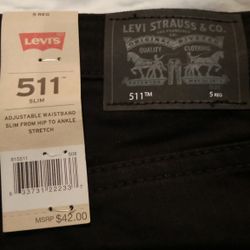 5 REG
Levi's
511™
SLIM
ADJUSTABLE WAISTBAND
SLIM FROM HIP TO ANKLE
STRETCH
MSRP $42.00
LEVI STRAUSS & CO.
QUALITY CLOTHING
511™ 5 REG